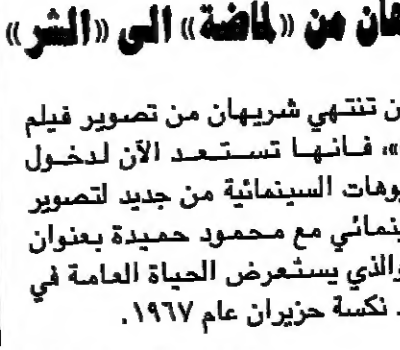 هان من «لماضة» الى «الشر»
ن تنتهي شريهان من تصوير فيلم
»، فانها تستعد الآن لدخول
وهات السينمائية من جديد لتصوير
ينمائي مع محمود حميدة بعنوان
والذي يستعرض الحياة العامة في
د نكسة حزيران عام ١٩٦٧.